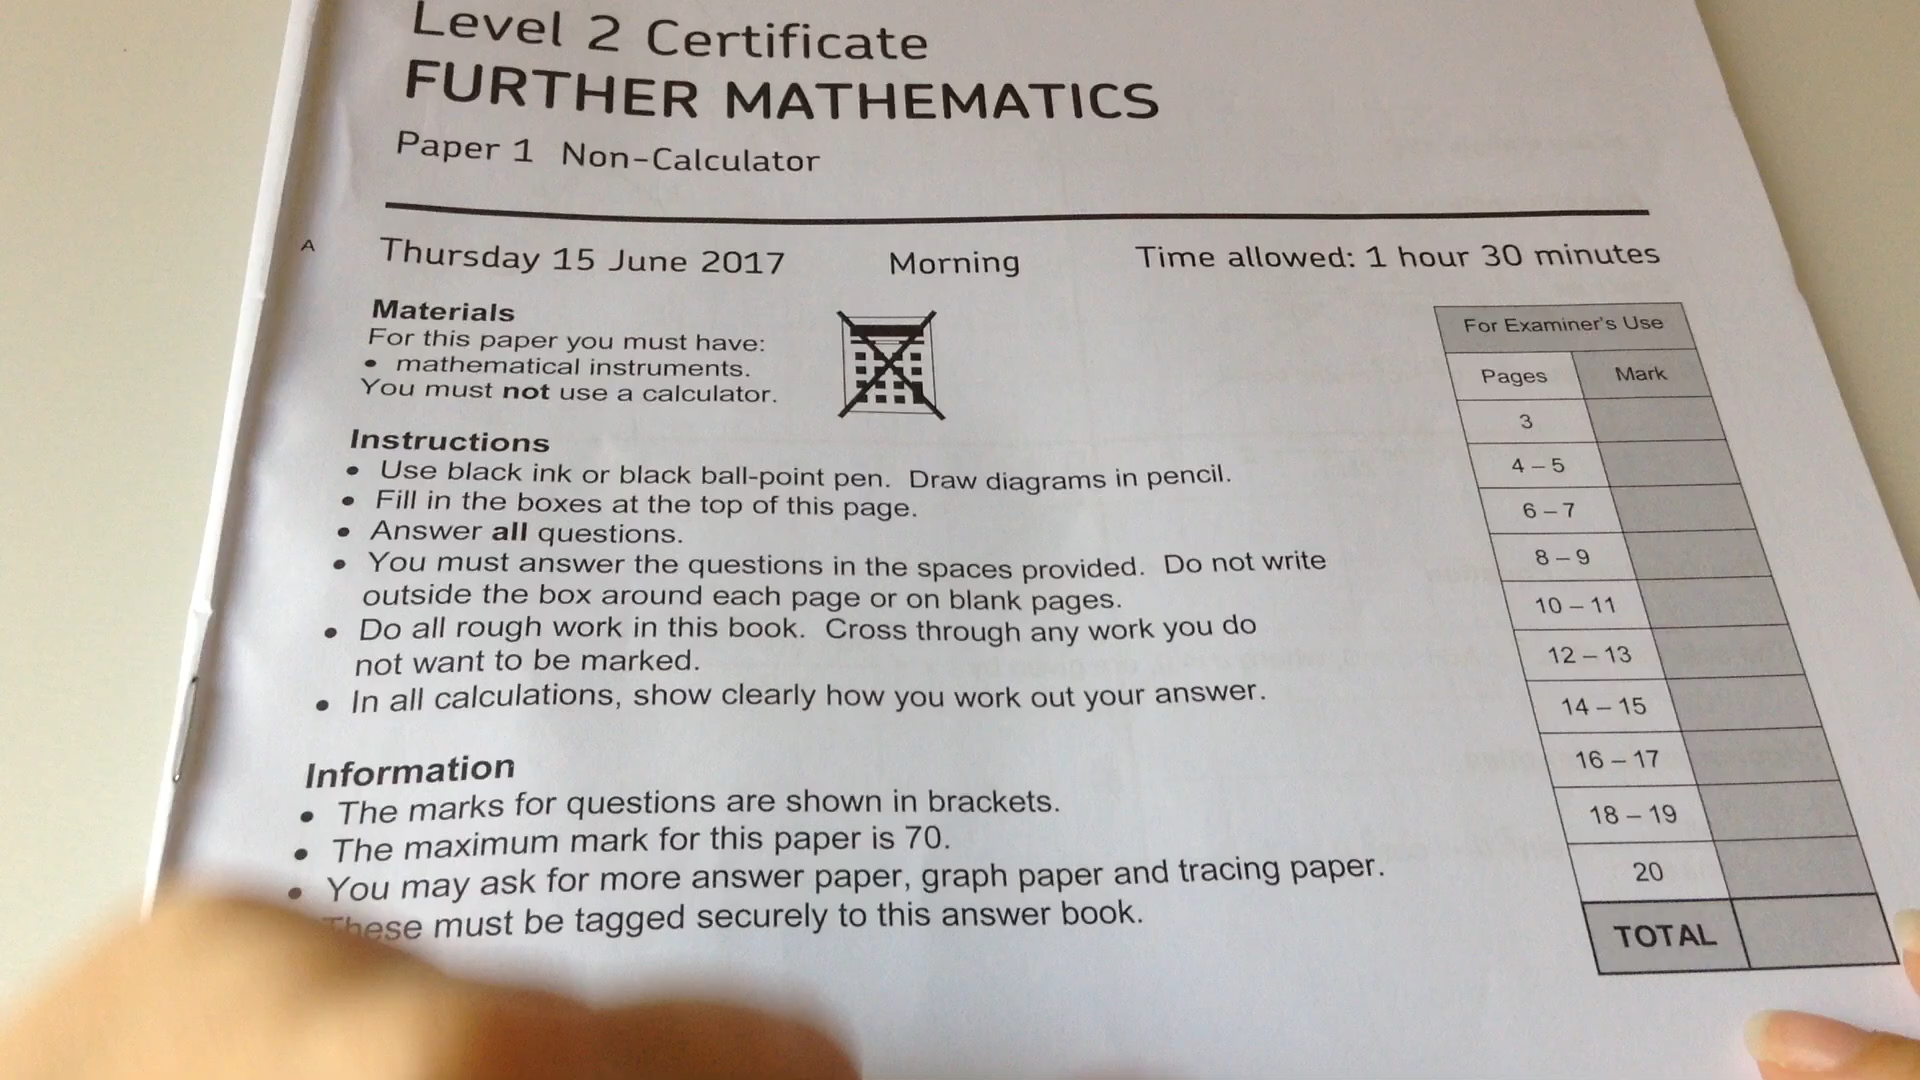 Level 2 Certificate
FURTHER MATHEMATICS
Paper 1 Non-Calculator
A
Thursday 15 June 2017 Morning Time allowed: 1 hour 30 minutes
Materials
For this paper you must have:
• mathematical instruments.
You must not use a calculator.
Instructions
• Use black ink or black ball-point pen. Draw diagrams in pencil.
• Fill in the boxes at the top of this page.
• Answer all questions.
• You must answer the questions in the spaces provided. Do not write
outside the box around each page or on blank pages.
• Do all rough work in this book. Cross through any work you do
not want to be marked.
• In all calculations, show clearly how you work out your answer.
Information
• The marks for questions are shown in brackets.
• The maximum mark for this paper is 70.
• You may ask for more answer paper, graph paper and tracing paper.
These must be tagged securely to this answer book.
For Examiner's Use
Pages Mark
3
4 – 5
6 – 7
8 – 9
10 – 11
12 – 13
14 – 15
16 – 17
18 – 19
20
TOTAL